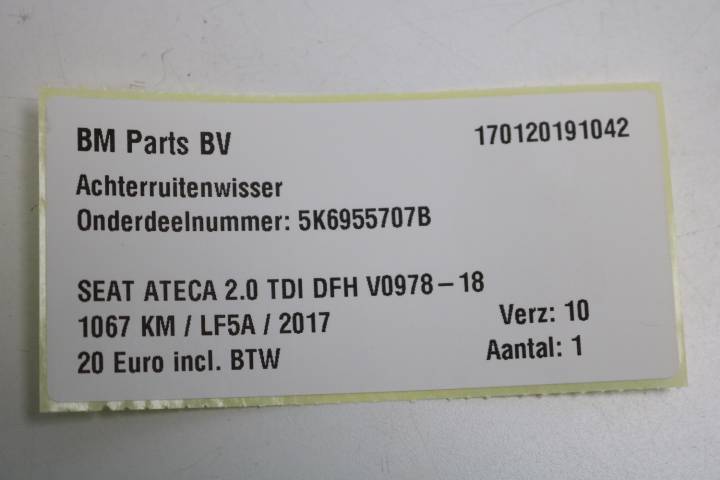 BM Parts BV
170120191042
Achterruitenwisser
Onderdeelnummer: 5K6955707B
SEAT ATECA 2.0 TDI DFH V0978-18
1067 KM / LF5A / 2017
Verz: 10
20 Euro incl. BTW
Aantal: 1